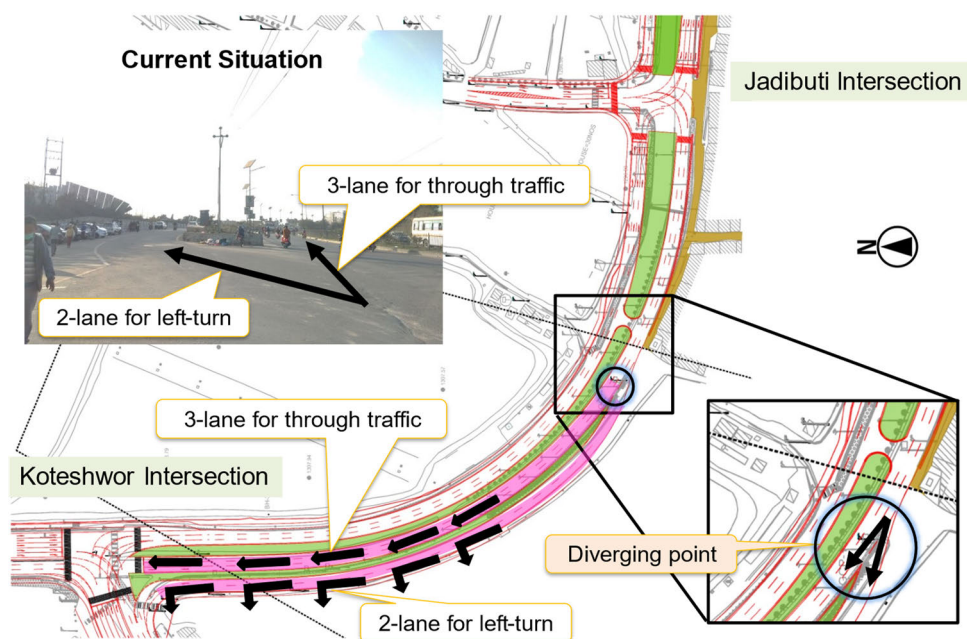 Current Situation
Jadibuti Intersection
3-lane for through traffic
N
2-lane for left-turn
3-lane for through traffic
Koteshwor Intersection
Diverging point
2-lane for left-turn